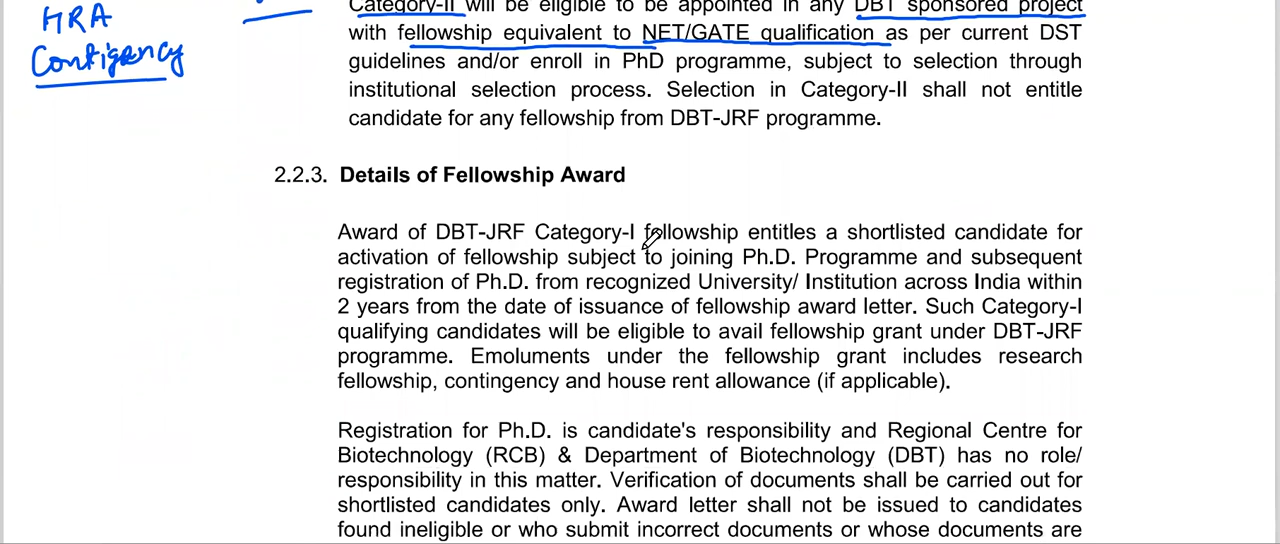 HRA
Contigency
Category-II will be eligible to be appointed in any DBT sponsored project
with fellowship equivalent to NET/GATE qualification as per current DST
guidelines and/or enroll in PhD programme, subject to selection through
institutional selection process. Selection in Category-II shall not entitle
candidate for any fellowship from DBT-JRF programme.
2.2.3. Details of Fellowship Award
Award of DBT-JRF Category-I fellowship entitles a shortlisted candidate for
activation of fellowship subject to joining Ph.D. Programme and subsequent
registration of Ph.D. from recognized University/ Institution across India within
2 years from the date of issuance of fellowship award letter. Such Category-I
qualifying candidates will be eligible to avail fellowship grant under DBT-JRF
programme. Emoluments under the fellowship grant includes research
fellowship, contingency and house rent allowance (if applicable).
Registration for Ph.D. is candidate's responsibility and Regional Centre for
Biotechnology (RCB) & Department of Biotechnology (DBT) has no role/
responsibility in this matter. Verification of documents shall be carried out for
shortlisted candidates only. Award letter shall not be issued to candidates
found ineligible or who submit incorrect documents or whose documents are